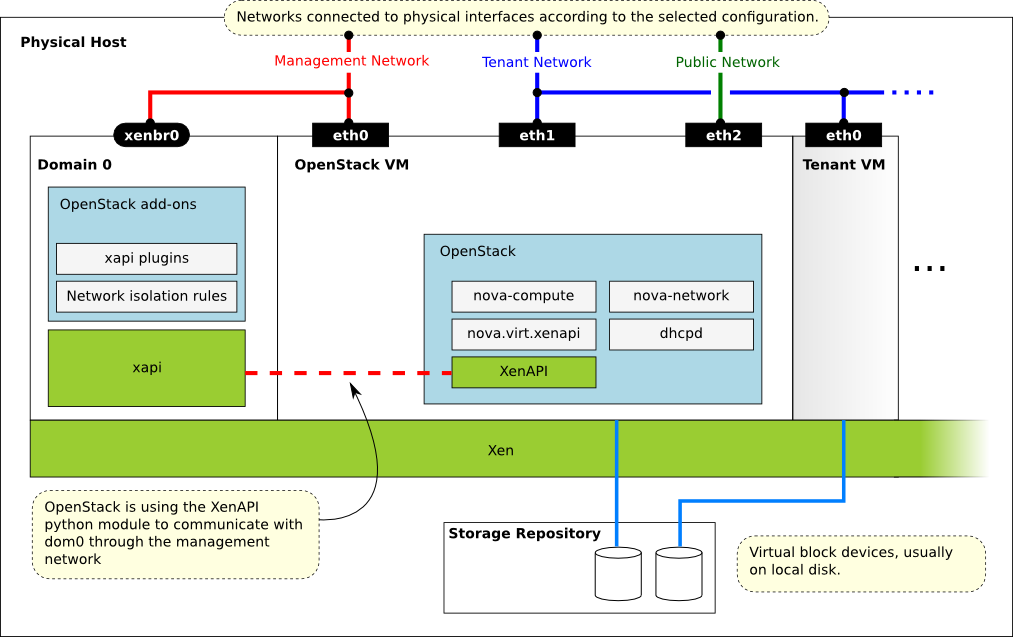 Networks connected to physical interfaces according to the selected configuration.
Physical Host
Management Network
Tenant Network
Public Network
xenbr0
eth0
eth1
eth2
eth0
Domain 0
OpenStack VM
Tenant VM
OpenStack add-ons
xapi plugins
Network isolation rules
xapi
OpenStack
nova-compute
nova-network
nova.virt.xenapi
dhcpd
XenAPI
...
Xen
OpenStack is using the XenAPI
python module to communicate with
dom0 through the management
network
Storage Repository
Virtual block devices, usually
on local disk.